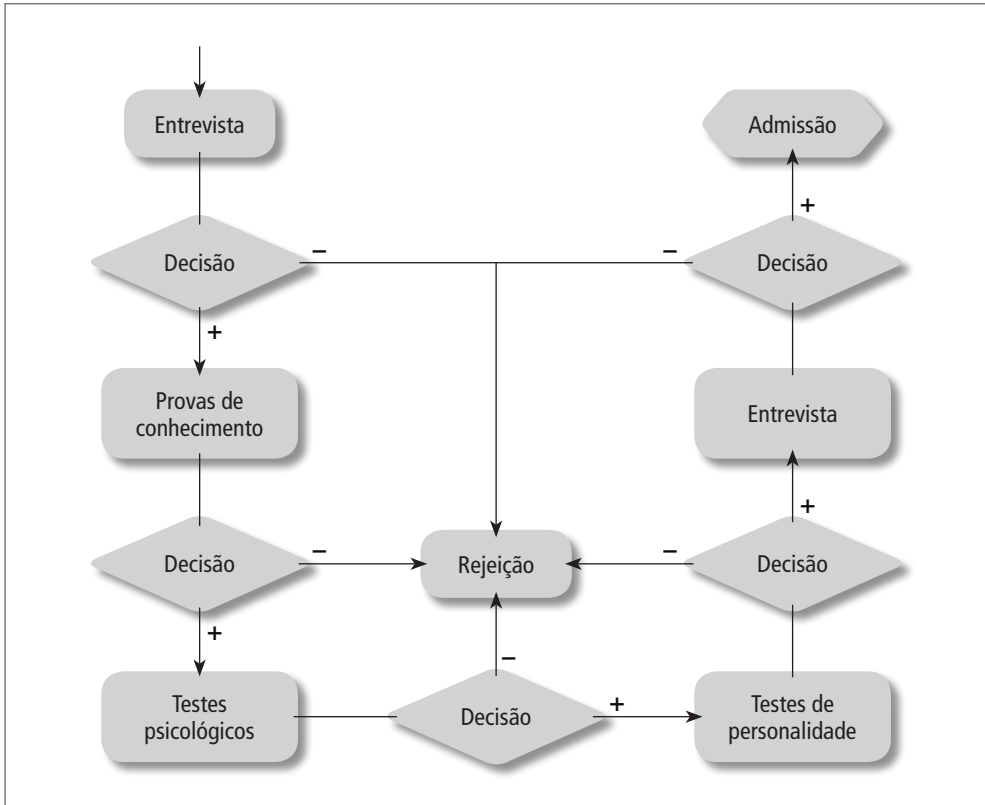 Entrevista
Admissão
+
Decisão
−
−
Decisão
+
Provas de
conhecimento
Entrevista
+
Decisão
−
Rejeição
−
Decisão
+
−
Testes
psicológicos
Decisão
+
Testes de
personalidade